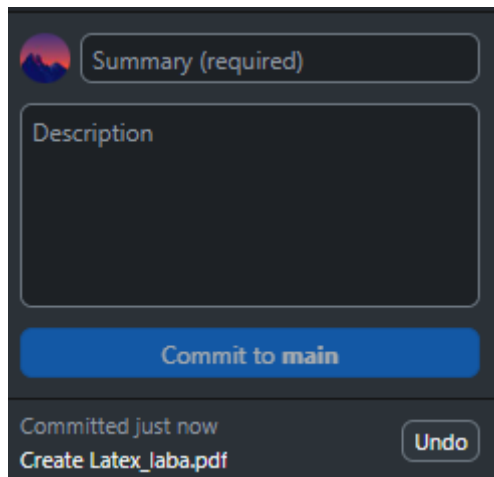 Summary (required)
Description
Commit to main
Committed just now
Undo
Create Latex_laba.pdf